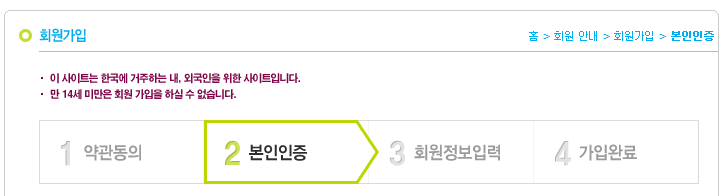 회원가입
홈 > 회원 안내 > 회원가입 > 본인인증
· 이 사이트는 한국에 거주하는 내, 외국인을 위한 사이트입니다.
· 만 14세 미만은 회원 가입을 하실 수 없습니다.
1 약관동의 2 본인인증 3 회원정보입력 4 가입완료